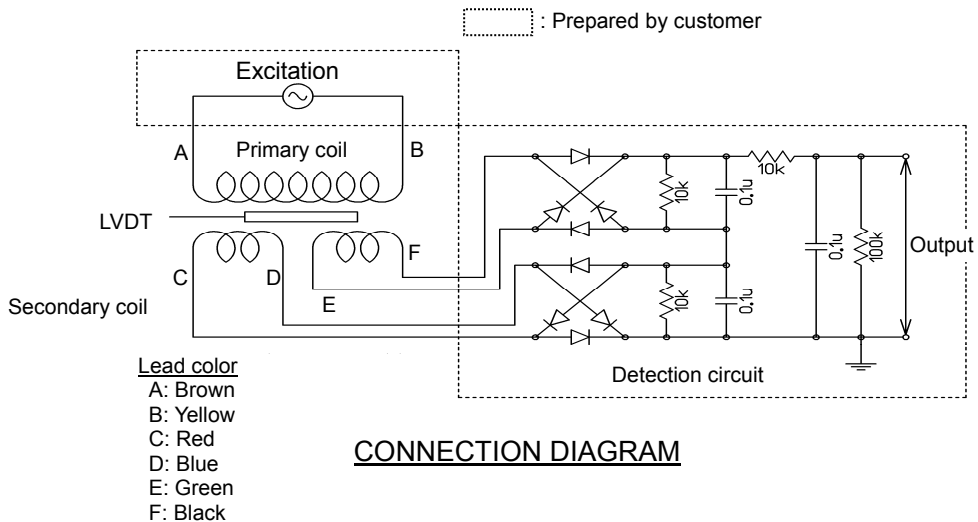 : Prepared by customer
Excitation
A
Primary coil
B
LVDT
C
D
E
F
Secondary coil
10k
0.1u
10k
0.1u
10k
0.1u
100k
Output
Detection circuit
Lead color
A: Brown
B: Yellow
C: Red
D: Blue
E: Green
F: Black
CONNECTION DIAGRAM